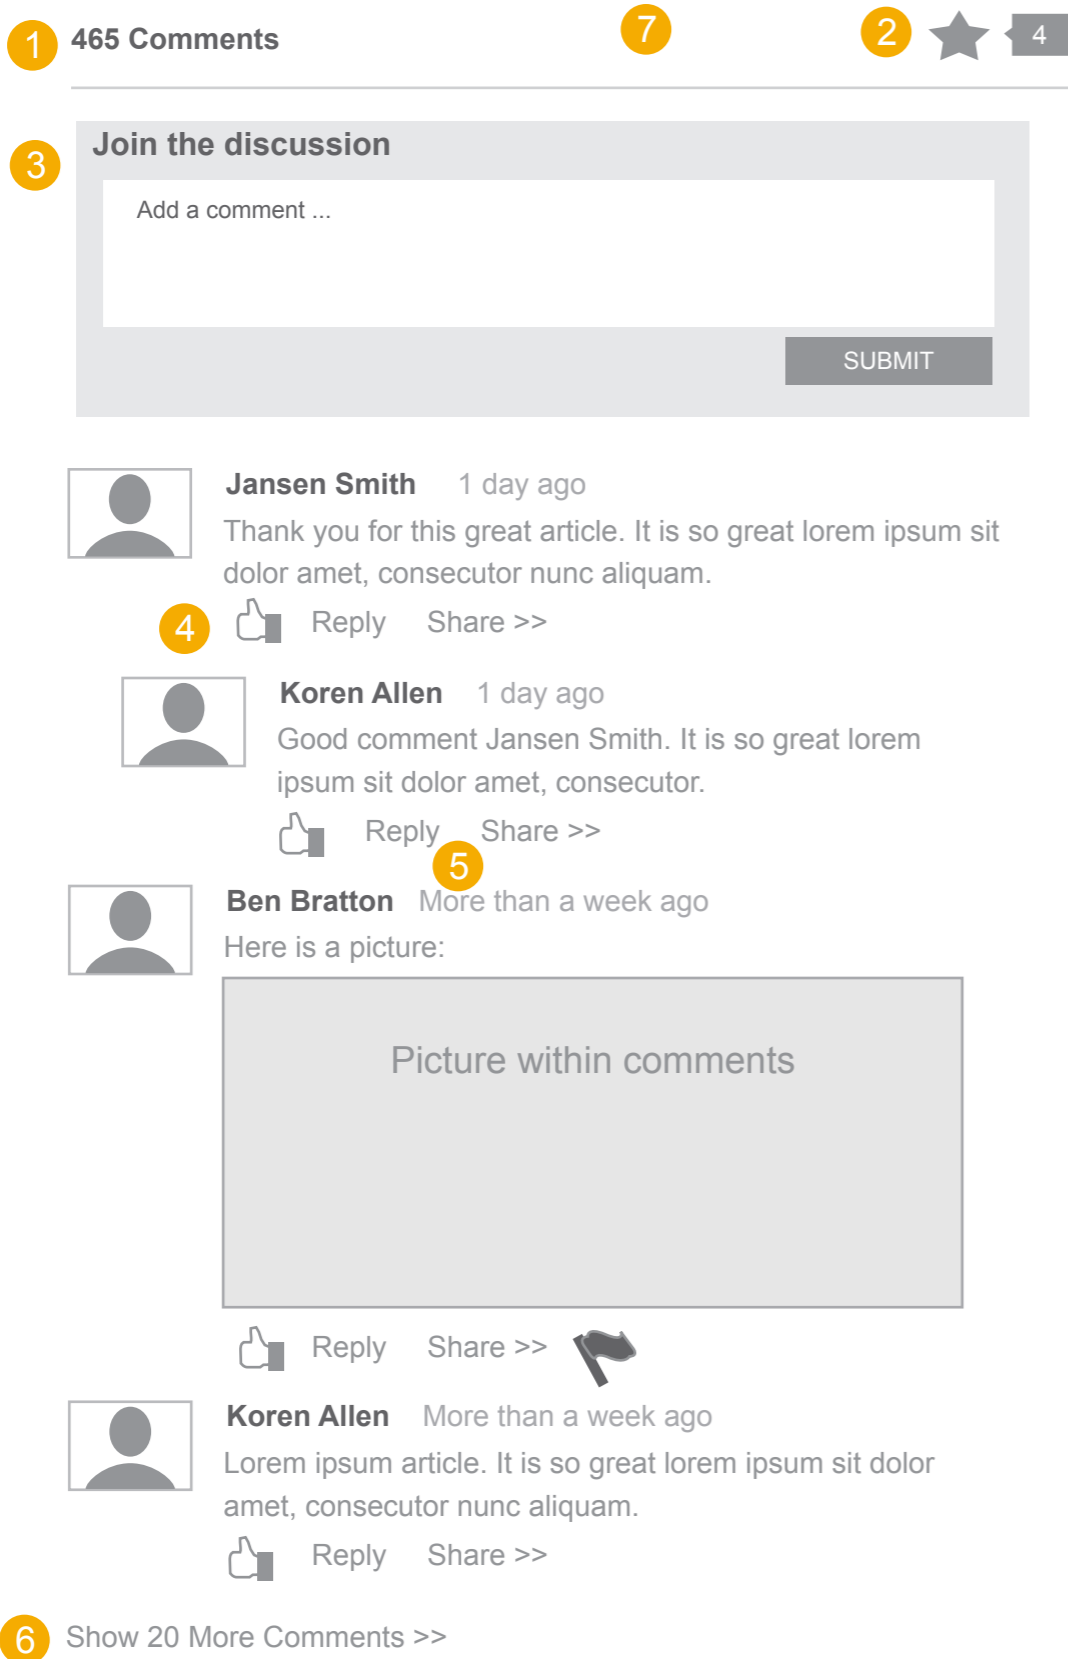 1 465 Comments 7 2 4
3 Join the discussion
Add a comment ...
SUBMIT
Jansen Smith 1 day ago
Thank you for this great article. It is so great lorem ipsum sit
dolor amet, consecutor nunc aliquam.
4 Reply Share >>
Koren Allen 1 day ago
Good comment Jansen Smith. It is so great lorem
ipsum sit dolor amet, consecutor.
Reply Share >>
5
Ben Bratton More than a week ago
Here is a picture:
Picture within comments
Reply Share >>
Koren Allen More than a week ago
Lorem ipsum article. It is so great lorem ipsum sit dolor
amet, consecutor nunc aliquam.
Reply Share >>
6 Show 20 More Comments >>